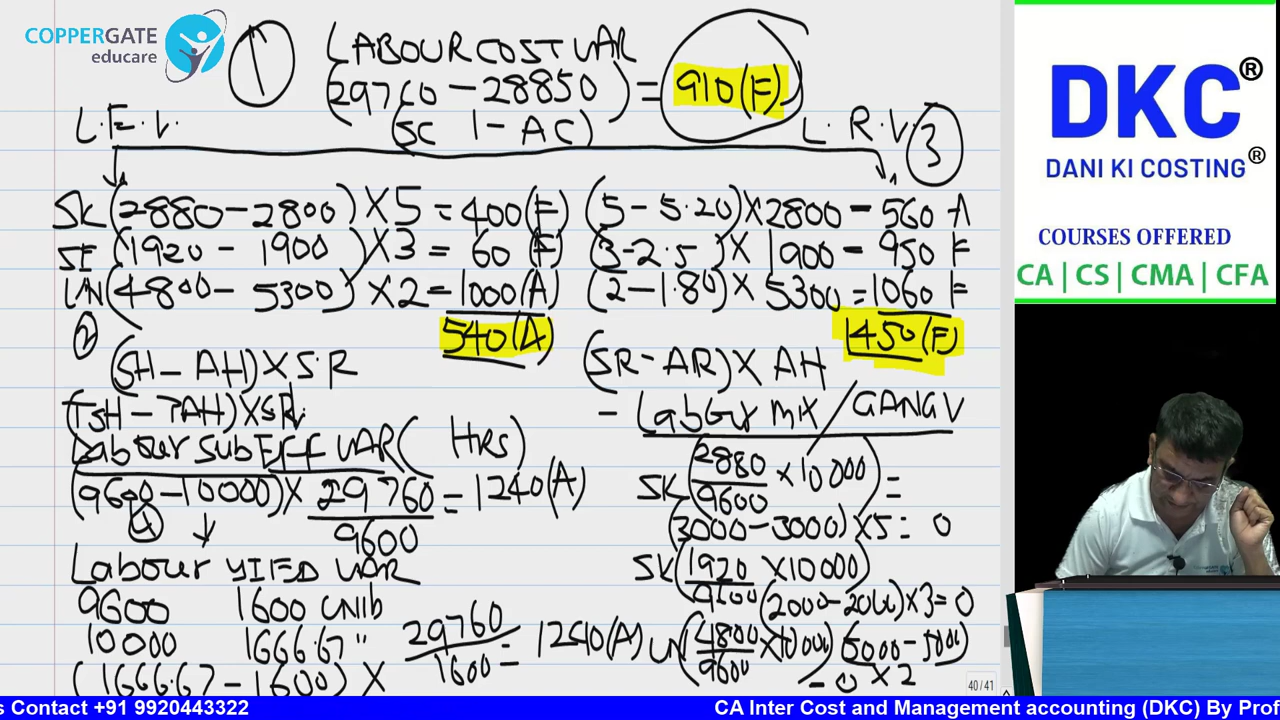 COPPERGATE
educare
1
LABOUR COST VAR
(29760 - 28850) = 910(F)
(SC 1 - AC)
L.E.V.
L. R. V. 3
SK (2880 - 2800) X 5 = 400 (F)
SE (1920 - 1900) X 3 = 60 (F)
UN (4800 - 5300) X 2 = 1000 (A)
540 (A)
2
(SH - AH) X S.R
(TSH - TAH) X SR
(5 - 5.20) X 2800 - 560 A
(3 - 2.5) X 1900 = 950 F
(2 - 1.80) X 5300 = 1060 F
1450 (F)
(SR - AR) X AH
Labour Sub Eff VAR ( HRS)
(9600 - 10000) X 29760 = 1240 (A)
9600
4
Labour YIELD VAR
9600 1600 UNIb
10000 1666.67 "
(1666.67 - 1600) X
29760 = 1240 (A)
1600
- Labour mix / GANG V
SK (2880 X 10000) =
9600
(3000 - 3000) X 5 = 0
SK (1920 X 10000)
9600 (2000 - 2000) X 3 = 0
UN (4800 X 10000) (5000 - 5000)
9600 - 0 X 2
40 / 41
DKC®
DANI KI COSTING®
COURSES OFFERED
CA | CS | CMA | CFA
s Contact +91 9920443322 CA Inter Cost and Management accounting (DKC) By Prof